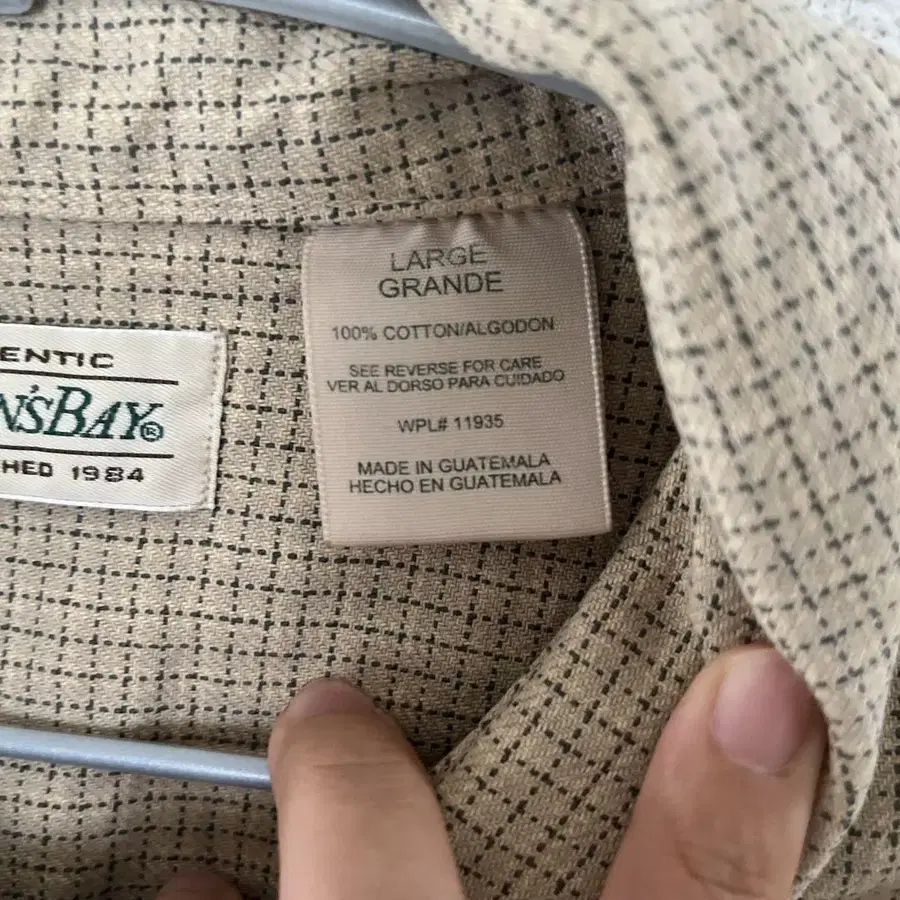 ENTIC
N'SBAY®
HED 1984
LARGE
GRANDE
100% COTTON/ALGODON
SEE REVERSE FOR CARE
VER AL DORSO PARA CUIDADO
WPL# 11935
MADE IN GUATEMALA
HECHO EN GUATEMALA